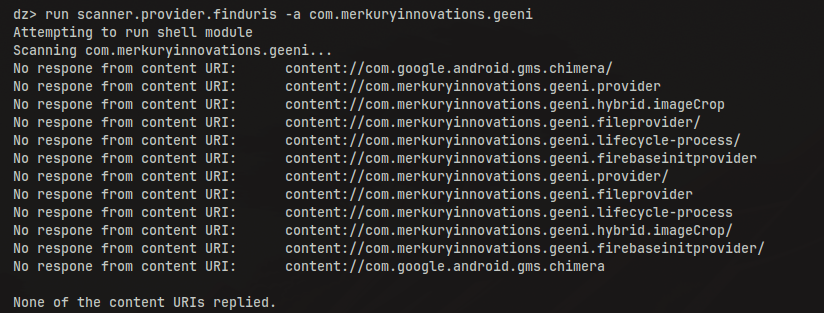 dz> run scanner.provider.finduris -a com.merkuryinnovations.geeni
Attempting to run shell module
Scanning com.merkuryinnovations.geeni...
No respone from content URI:      content://com.google.android.gms.chimera/
No respone from content URI:      content://com.merkuryinnovations.geeni.provider
No respone from content URI:      content://com.merkuryinnovations.geeni.hybrid.imageCrop
No respone from content URI:      content://com.merkuryinnovations.geeni.fileprovider/
No respone from content URI:      content://com.merkuryinnovations.geeni.lifecycle-process/
No respone from content URI:      content://com.merkuryinnovations.geeni.firebaseinitprovider
No respone from content URI:      content://com.merkuryinnovations.geeni.provider/
No respone from content URI:      content://com.merkuryinnovations.geeni.fileprovider
No respone from content URI:      content://com.merkuryinnovations.geeni.lifecycle-process
No respone from content URI:      content://com.merkuryinnovations.geeni.hybrid.imageCrop/
No respone from content URI:      content://com.merkuryinnovations.geeni.firebaseinitprovider/
No respone from content URI:      content://com.google.android.gms.chimera

None of the content URIs replied.